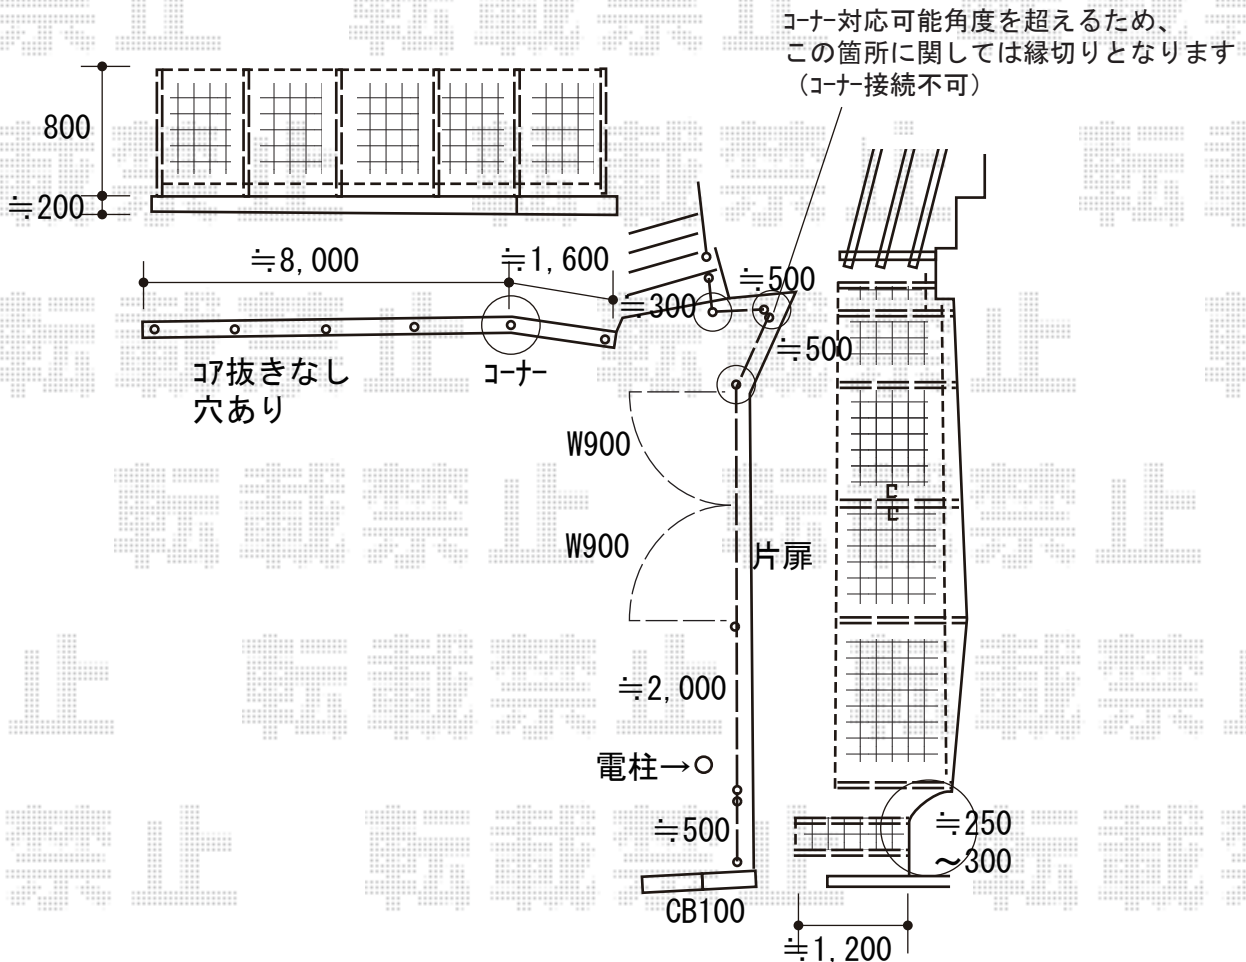 コーナー対応可能角度を超えるため、
この箇所に関しては縁切りとなります
（コーナー接続不可）
800
≒200
≒8,000
≒1,600
≒300
≒500
≒500
コア抜きなし
穴あり
コーナー
W900
W900
片扉
≒2,000
電柱→
≒500
≒250
～300
CB100
≒1,200
転載禁止